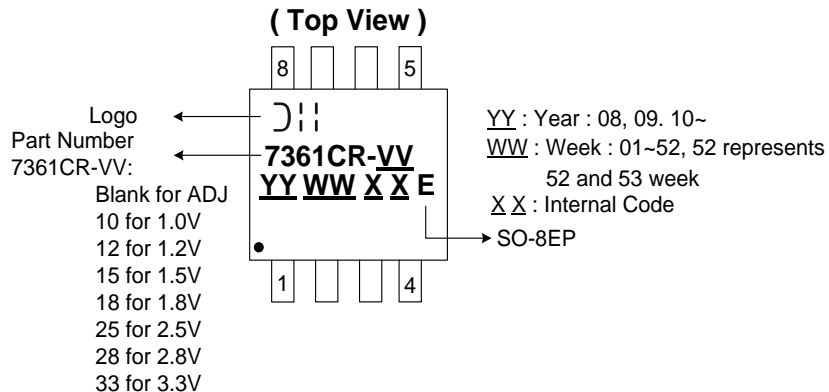 ( Top View )
8 5
Logo
Part Number
7361CR-VV:
Blank for ADJ
10 for 1.0V
12 for 1.2V
15 for 1.5V
18 for 1.8V
25 for 2.5V
28 for 2.8V
33 for 3.3V
7361CR-VV
YY WW X X E
1 4
YY : Year : 08, 09. 10~
WW : Week : 01~52, 52 represents
52 and 53 week
X X : Internal Code
SO-8EP